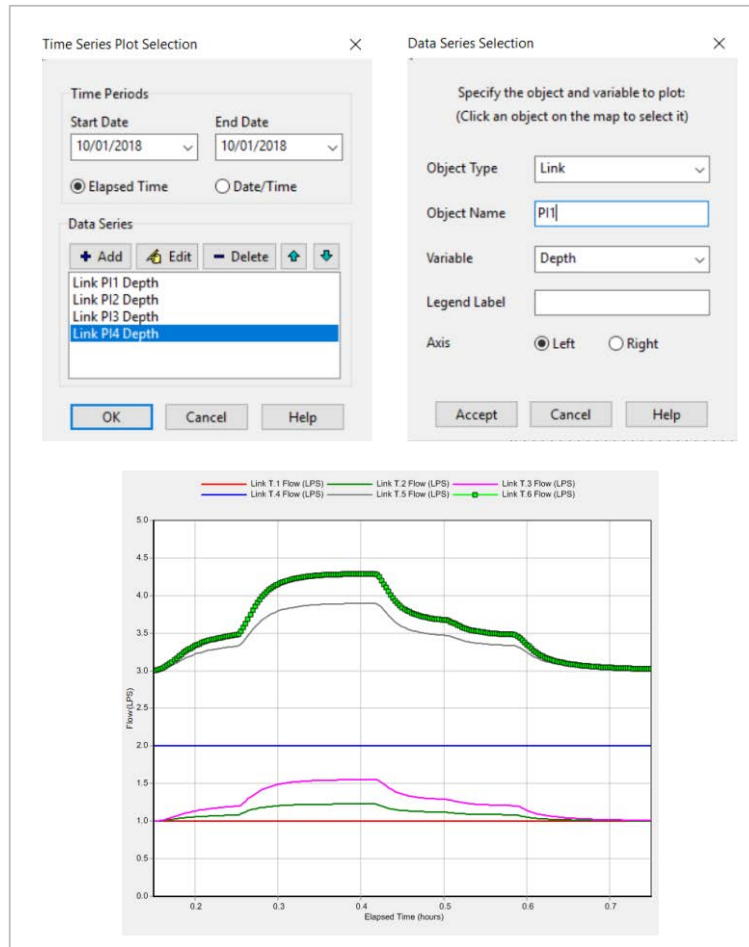 Time Series Plot Selection
Time Periods
Start Date End Date
10/01/2018 10/01/2018
Elapsed Time Date/Time
Data Series
Add Edit Delete
Link PI1 Depth
Link PI2 Depth
Link PI3 Depth
Link PI4 Depth
OK Cancel Help
Data Series Selection
Specify the object and variable to plot:
(Click an object on the map to select it)
Object Type Link
Object Name PI1
Variable Depth
Legend Label
Axis Left Right
Accept Cancel Help
Link T.1 Flow (LPS) Link T.2 Flow (LPS) Link T.3 Flow (LPS)
Link T.4 Flow (LPS) Link T.5 Flow (LPS) Link T.6 Flow (LPS)
Flow (LPS)
5.0
4.5
4.0
3.5
3.0
2.5
2.0
1.5
1.0
0.5
0.0
0.2 0.3 0.4 0.5 0.6 0.7
Elapsed Time (hours)